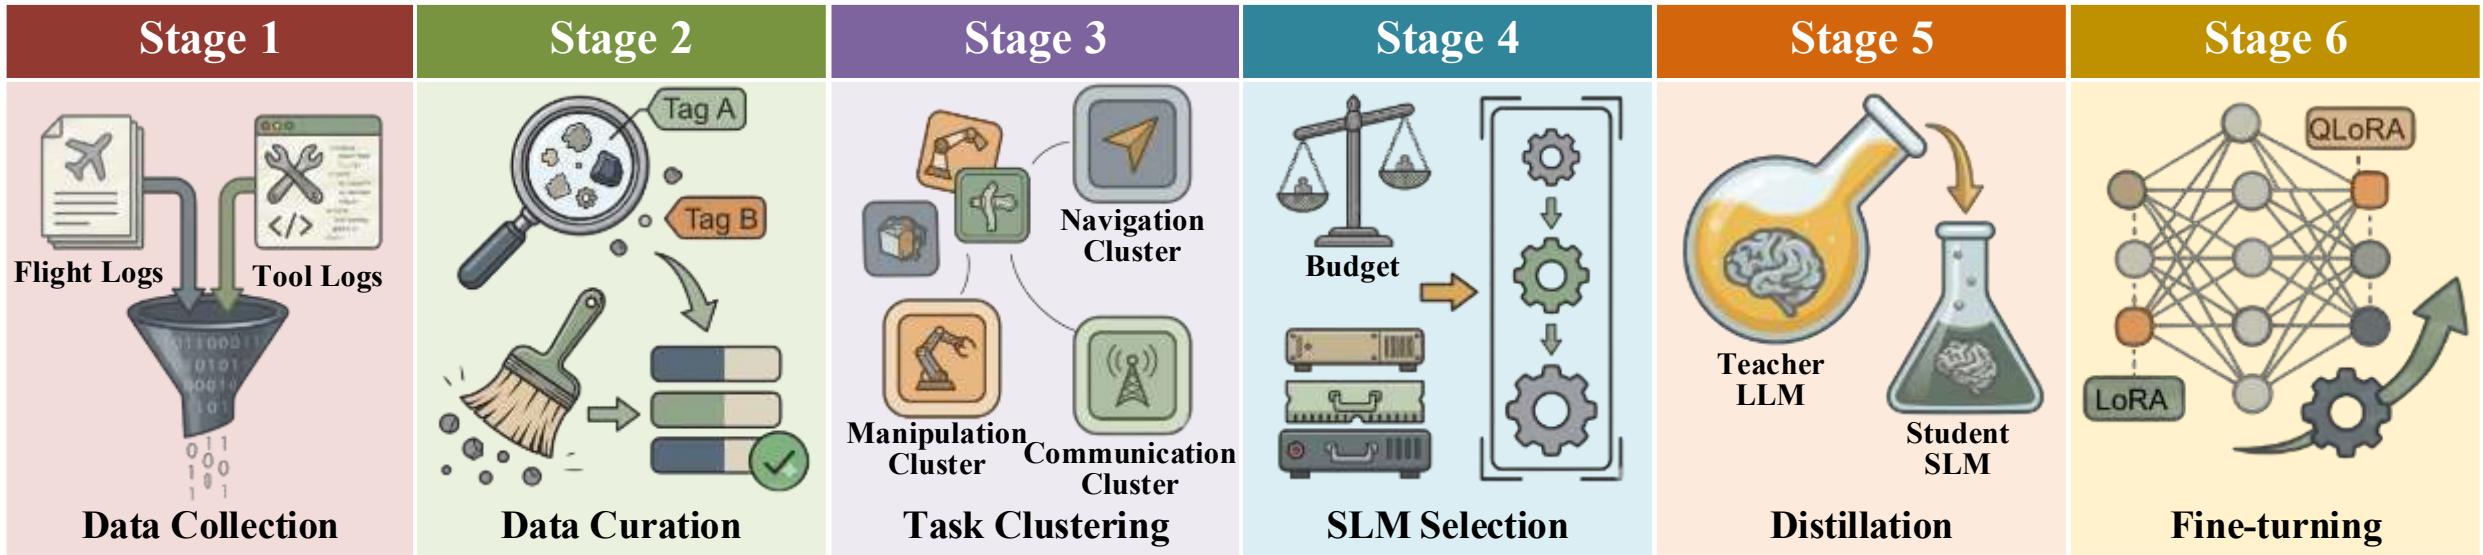 Stage 1
Flight Logs
Tool Logs
</>
Data Collection
Stage 2
Tag A
Tag B
Data Curation
Stage 3
Navigation
Cluster
Manipulation
Cluster
Communication
Cluster
Task Clustering
Stage 4
Budget
SLM Selection
Stage 5
Teacher
LLM
Student
SLM
Distillation
Stage 6
QLoRA
LoRA
Fine-turning